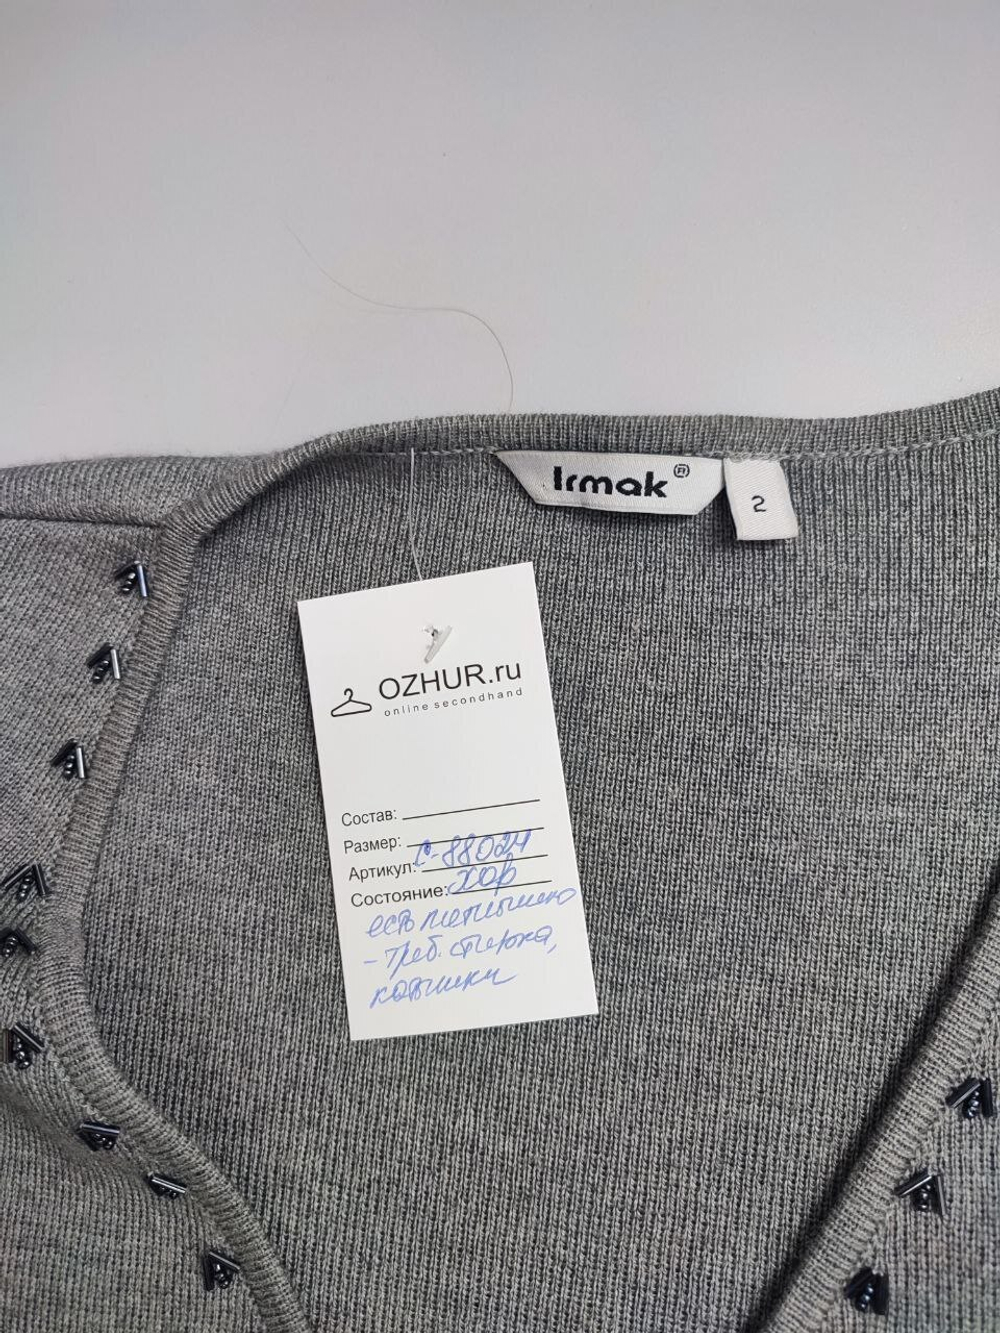 Irmak®
2
OZHUR.ru
online secondhand
Состав:
Размер:
Артикул: С-88024
Состояние: хор
есть пятнышко
- треб. стирка,
катышки